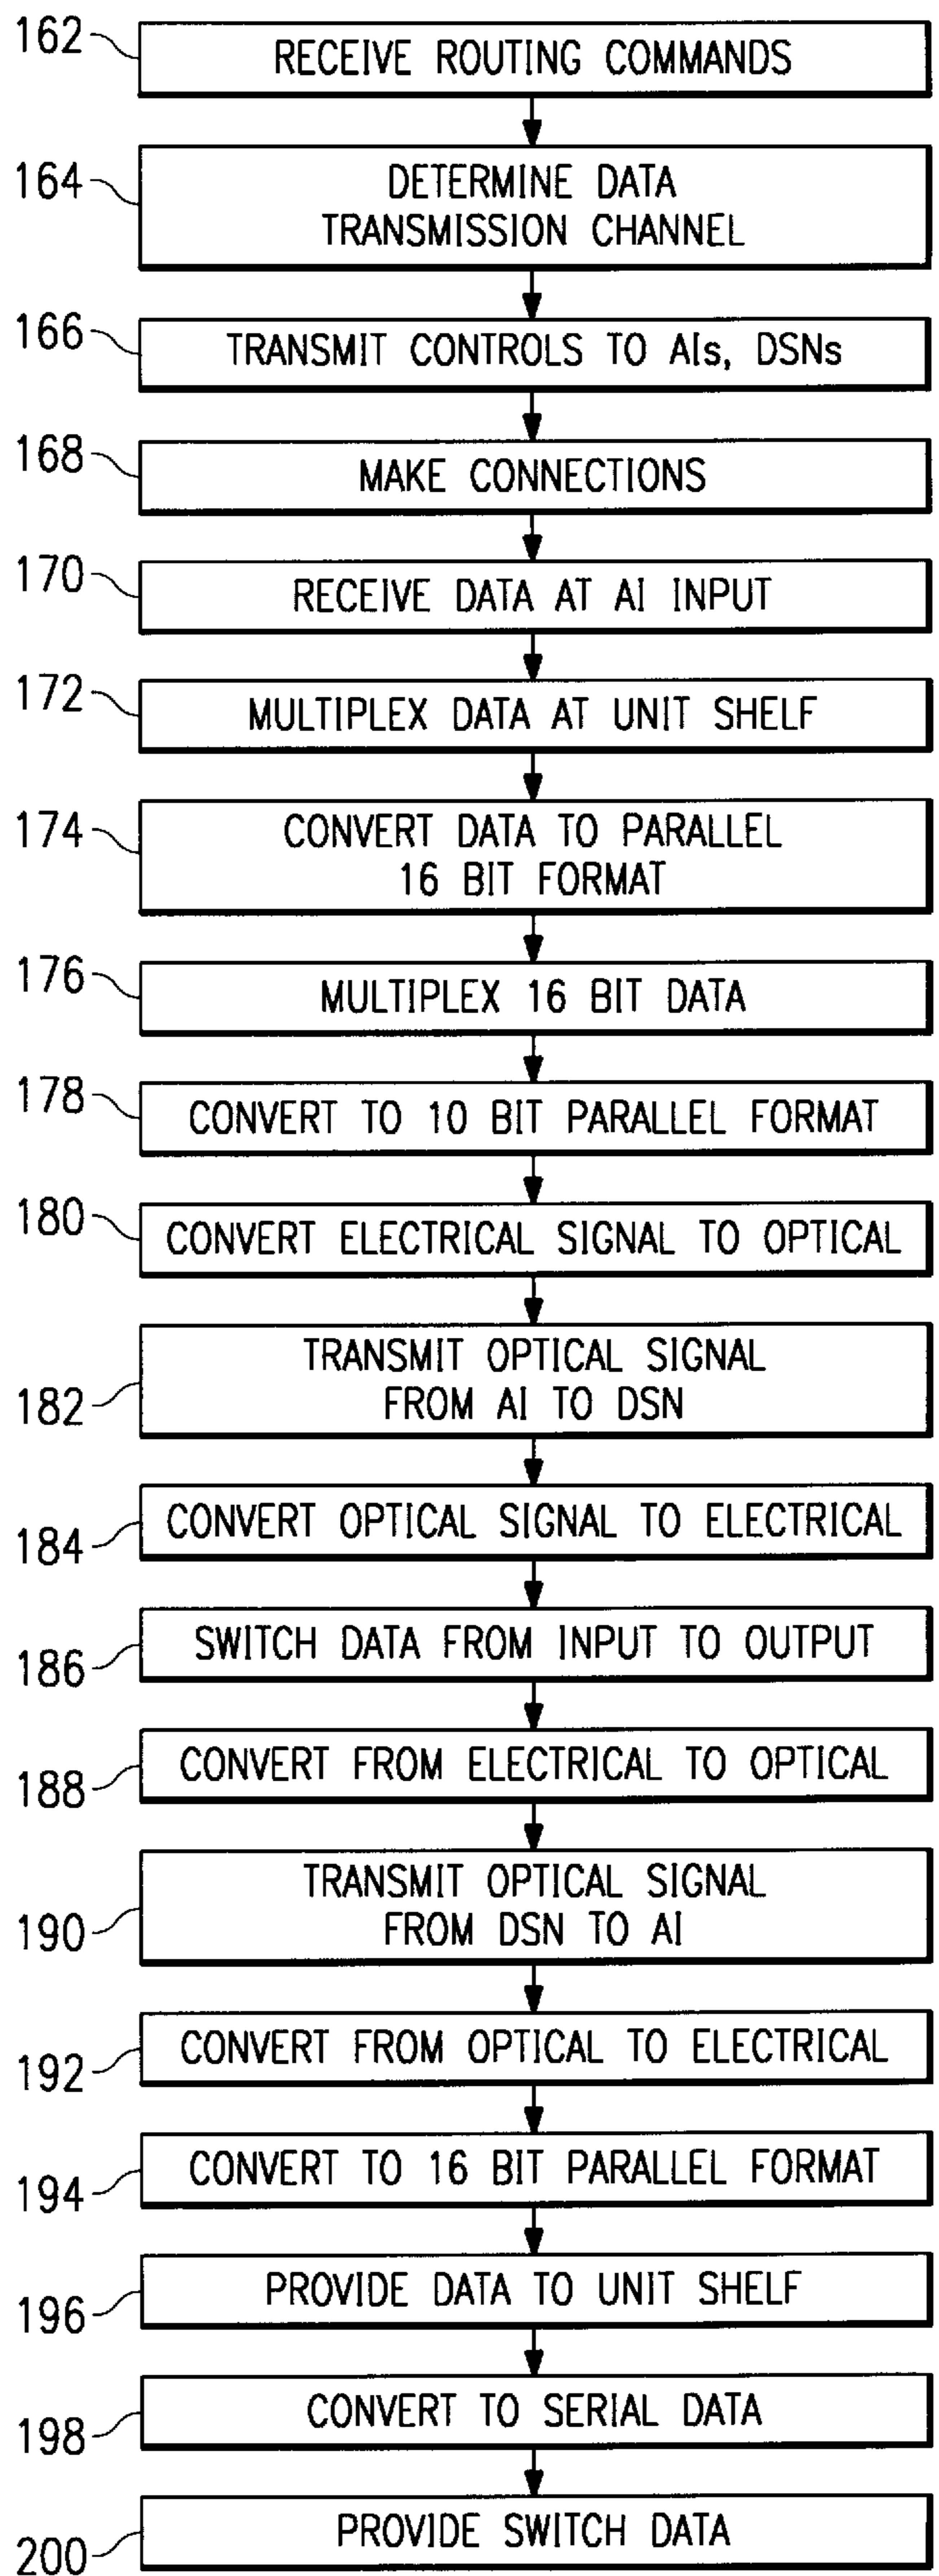 162
RECEIVE ROUTING COMMANDS
164
DETERMINE DATA
TRANSMISSION CHANNEL
166
TRANSMIT CONTROLS TO AIs, DSNs
168
MAKE CONNECTIONS
170
RECEIVE DATA AT AI INPUT
172
MULTIPLEX DATA AT UNIT SHELF
174
CONVERT DATA TO PARALLEL
16 BIT FORMAT
176
MULTIPLEX 16 BIT DATA
178
CONVERT TO 10 BIT PARALLEL FORMAT
180
CONVERT ELECTRICAL SIGNAL TO OPTICAL
182
TRANSMIT OPTICAL SIGNAL
FROM AI TO DSN
184
CONVERT OPTICAL SIGNAL TO ELECTRICAL
186
SWITCH DATA FROM INPUT TO OUTPUT
188
CONVERT FROM ELECTRICAL TO OPTICAL
190
TRANSMIT OPTICAL SIGNAL
FROM DSN TO AI
192
CONVERT FROM OPTICAL TO ELECTRICAL
194
CONVERT TO 16 BIT PARALLEL FORMAT
196
PROVIDE DATA TO UNIT SHELF
198
CONVERT TO SERIAL DATA
200
PROVIDE SWITCH DATA